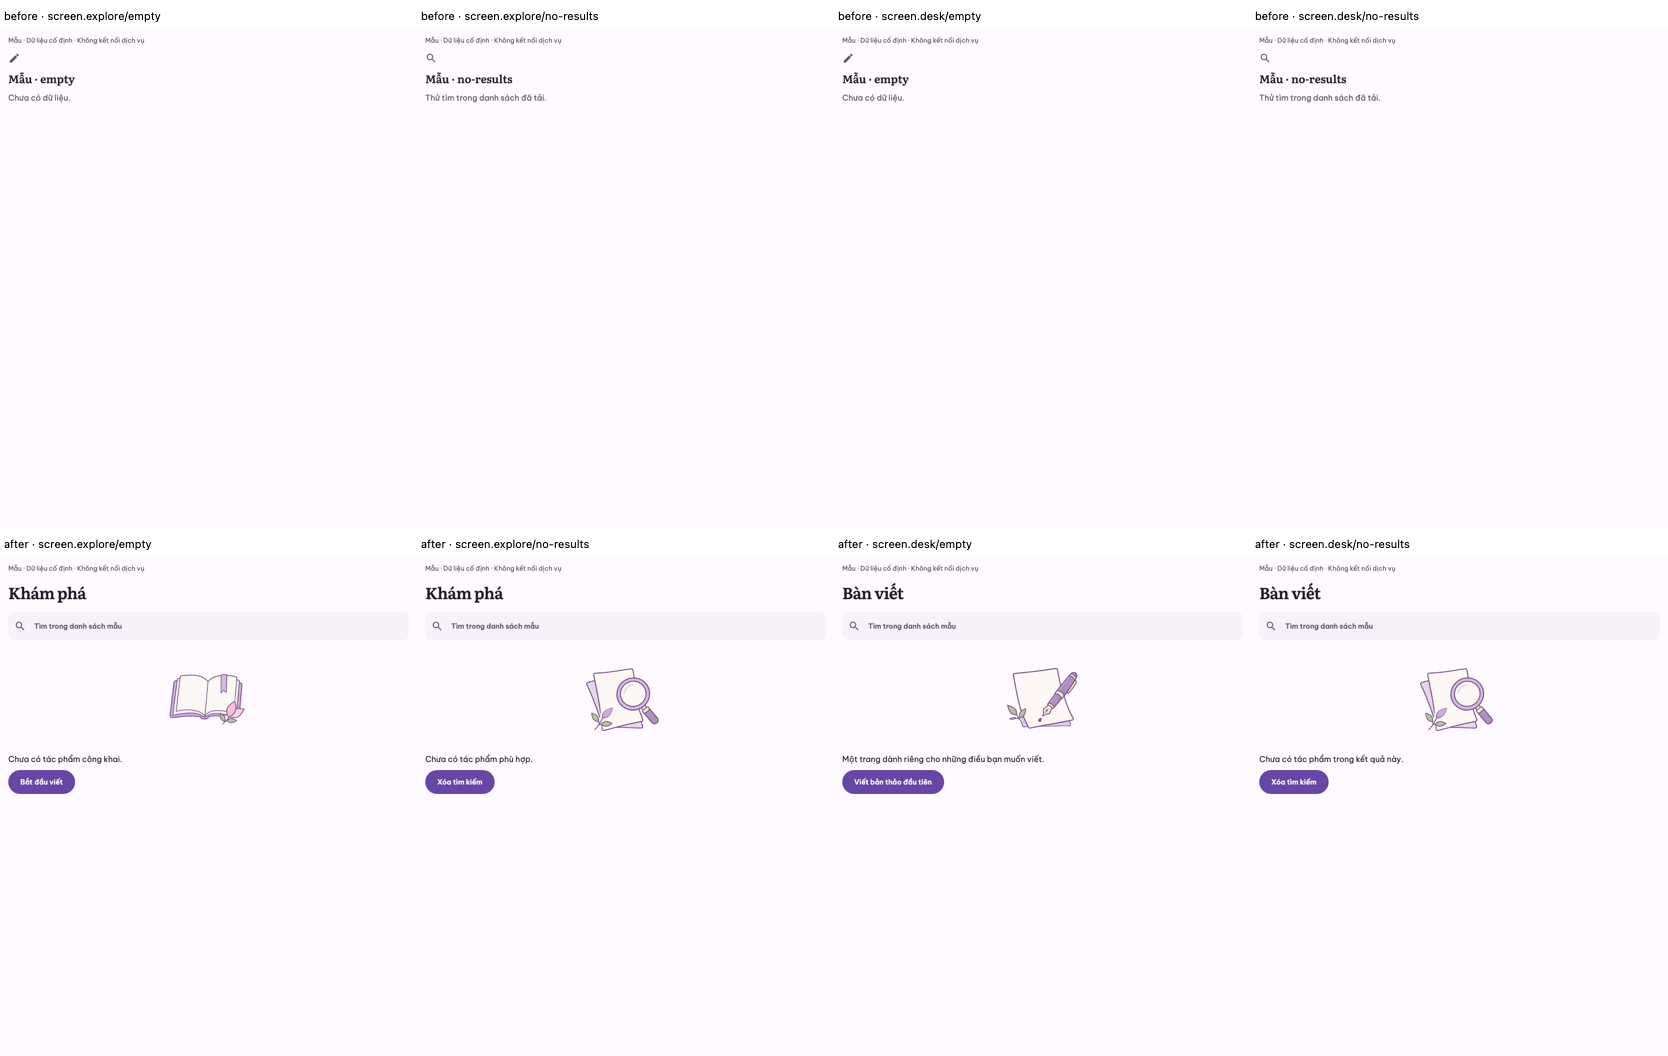 before · screen.explore/empty
Mẫu · Dữ liệu cố định · Không kết nối dịch vụ
Mẫu · empty
Chưa có dữ liệu.
before · screen.explore/no-results
Mẫu · Dữ liệu cố định · Không kết nối dịch vụ
Mẫu · no-results
Thử tìm trong danh sách đã tải.
before · screen.desk/empty
Mẫu · Dữ liệu cố định · Không kết nối dịch vụ
Mẫu · empty
Chưa có dữ liệu.
before · screen.desk/no-results
Mẫu · Dữ liệu cố định · Không kết nối dịch vụ
Mẫu · no-results
Thử tìm trong danh sách đã tải.
after · screen.explore/empty
Mẫu · Dữ liệu cố định · Không kết nối dịch vụ
Khám phá
Tìm trong danh sách mẫu
Chưa có tác phẩm công khai.
Bắt đầu viết
after · screen.explore/no-results
Mẫu · Dữ liệu cố định · Không kết nối dịch vụ
Khám phá
Tìm trong danh sách mẫu
Chưa có tác phẩm phù hợp.
Xóa tìm kiếm
after · screen.desk/empty
Mẫu · Dữ liệu cố định · Không kết nối dịch vụ
Bàn viết
Tìm trong danh sách mẫu
Một trang dành riêng cho những điều bạn muốn viết.
Viết bản thảo đầu tiên
after · screen.desk/no-results
Mẫu · Dữ liệu cố định · Không kết nối dịch vụ
Bàn viết
Tìm trong danh sách mẫu
Chưa có tác phẩm trong kết quả này.
Xóa tìm kiếm